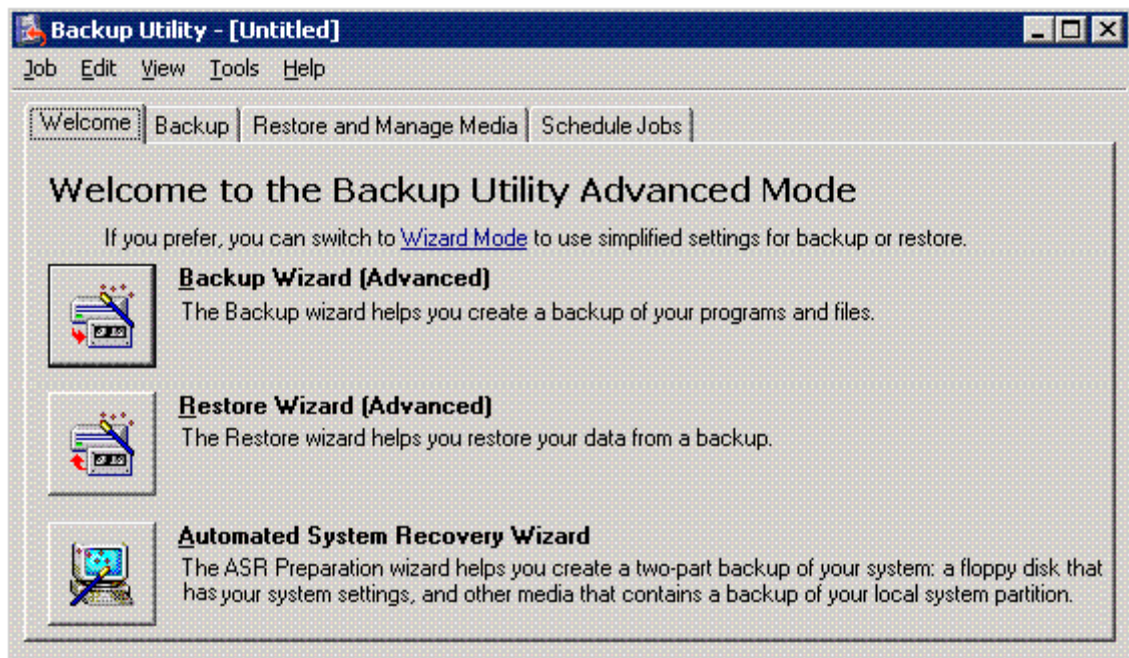 Backup Utility - [Untitled]
Job Edit View Tools Help
Welcome Backup Restore and Manage Media Schedule Jobs
Welcome to the Backup Utility Advanced Mode
If you prefer, you can switch to Wizard Mode to use simplified settings for backup or restore.
Backup Wizard (Advanced)
The Backup wizard helps you create a backup of your programs and files.
Restore Wizard (Advanced)
The Restore wizard helps you restore your data from a backup.
Automated System Recovery Wizard
The ASR Preparation wizard helps you create a two-part backup of your system: a floppy disk that
has your system settings, and other media that contains a backup of your local system partition.